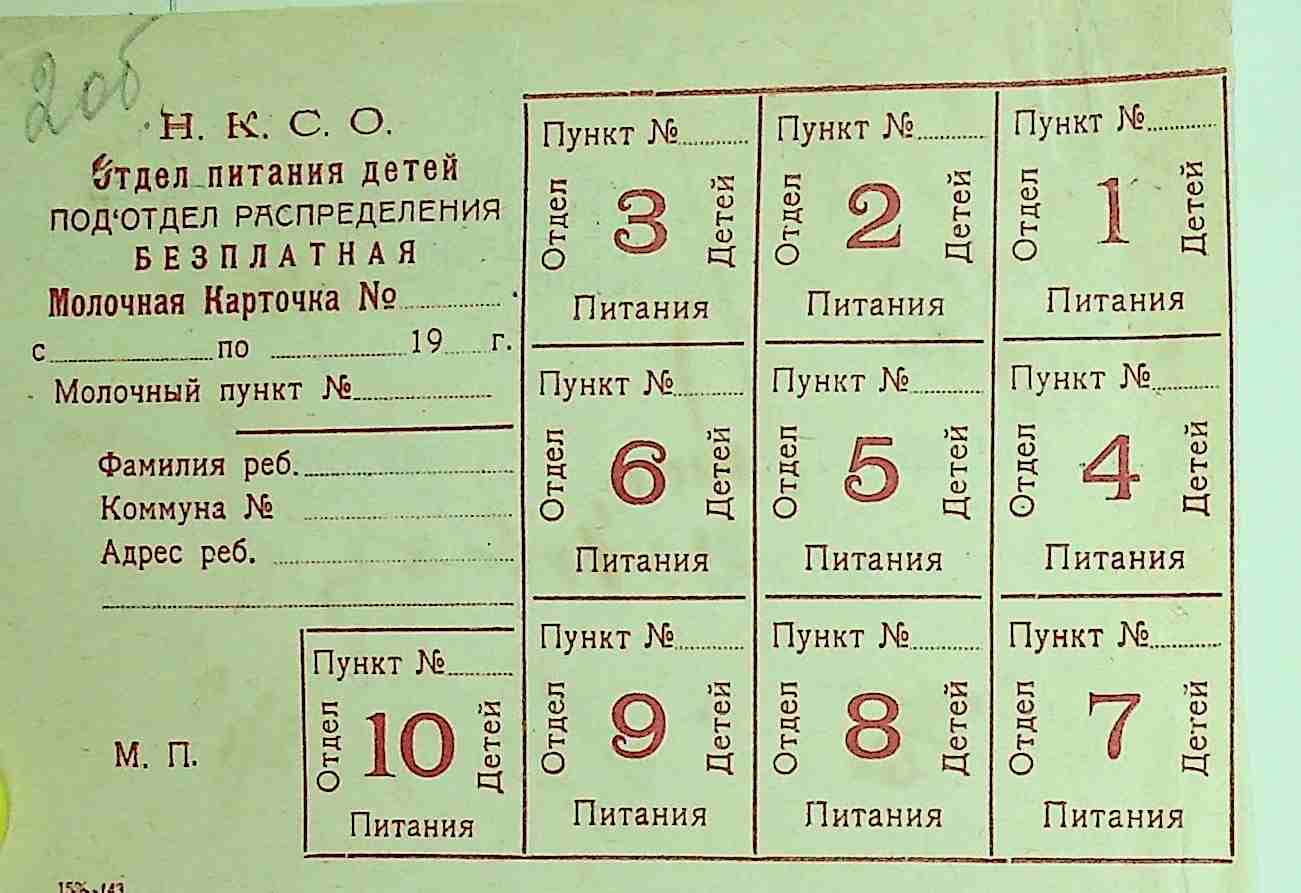 2об
Н. К. С. О.
Отдел питания детей
ПОД‘ОТДЕЛ РАСПРЕДЕЛЕНИЯ
БЕЗПЛАТНАЯ
Молочная Карточка №
с по 19 г.
Молочный пункт №
Фамилия реб.
Коммуна №
Адрес реб.
М. П.
Пункт №
Отдел 3 Детей
Питания
Пункт №
Отдел 2 Детей
Питания
Пункт №
Отдел 1 Детей
Питания
Пункт №
Отдел 6 Детей
Питания
Пункт №
Отдел 5 Детей
Питания
Пункт №
Отдел 4 Детей
Питания
Пункт №
Отдел 10 Детей
Питания
Пункт №
Отдел 9 Детей
Питания
Пункт №
Отдел 8 Детей
Питания
Пункт №
Отдел 7 Детей
Питания